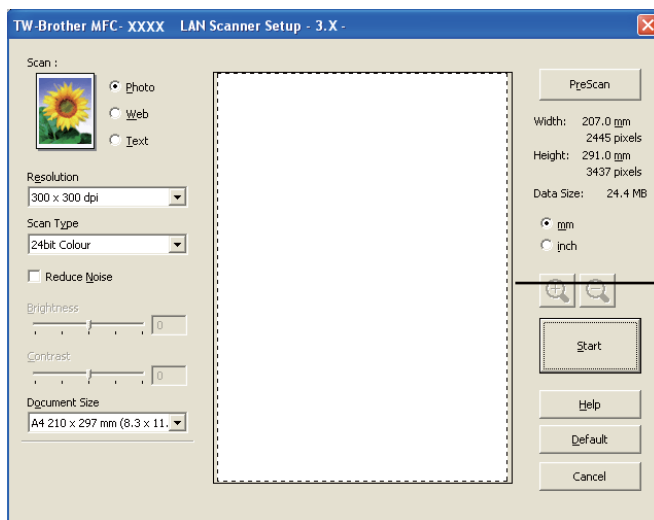 TW-Brother MFC- XXXX   LAN Scanner Setup - 3.X -
Scan :
Photo
Web
Text
Resolution
300 x 300 dpi
Scan Type
24bit Colour
Reduce Noise
Brightness
0
Contrast
0
Document Size
A4 210 x 297 mm (8.3 x 11.
PreScan
Width: 207.0 mm
2445 pixels
Height: 291.0 mm
3437 pixels
Data Size: 24.4 MB
mm
inch
Start
Help
Default
Cancel